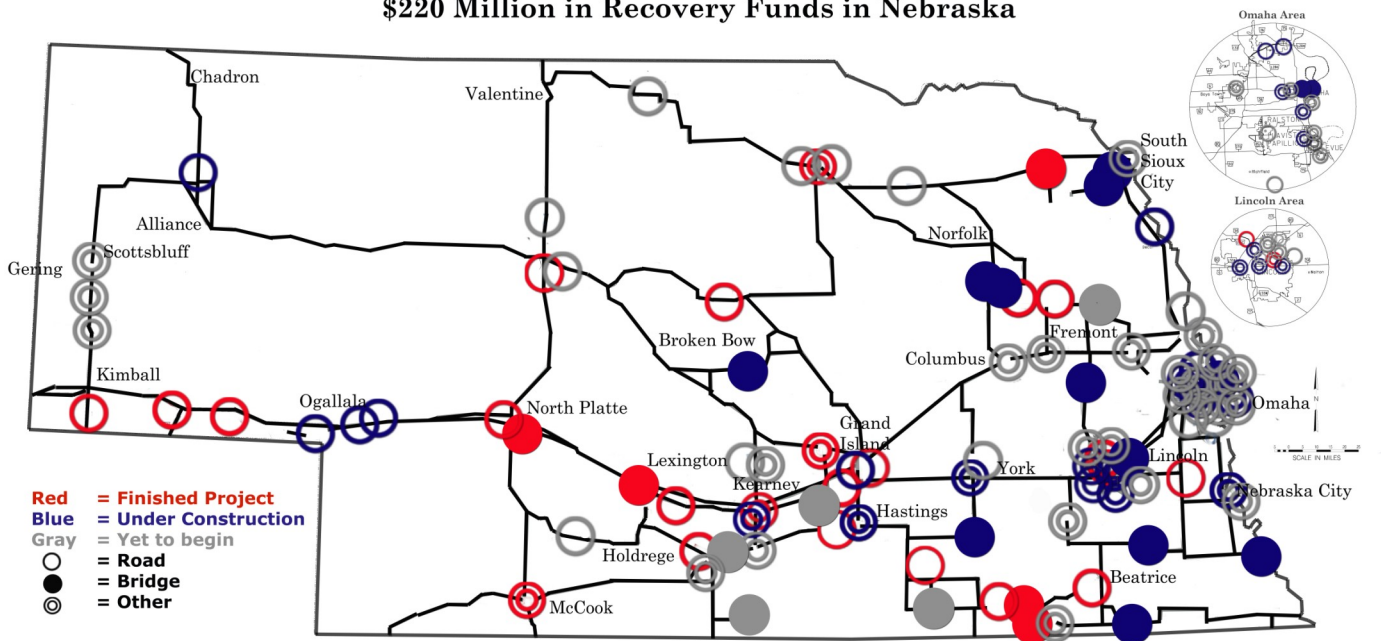 $220 Million in Recovery Funds in Nebraska
Omaha Area
Chadron
Valentine
RALSTON
South
Sioux
City
Alliance
Lincoln Area
Scottsbluff
Gering
Norfolk
Broken Bow
Fremont
Columbus
Kimball
Ogallala
North Platte
Omaha
N
Grand
Island
SCALE IN MILES
Lexington
York
Lincoln
Kearney
Nebraska City
Hastings
Red = Finished Project
Blue = Under Construction
Gray = Yet to begin
= Road
= Bridge
= Other
Holdrege
Beatrice
McCook